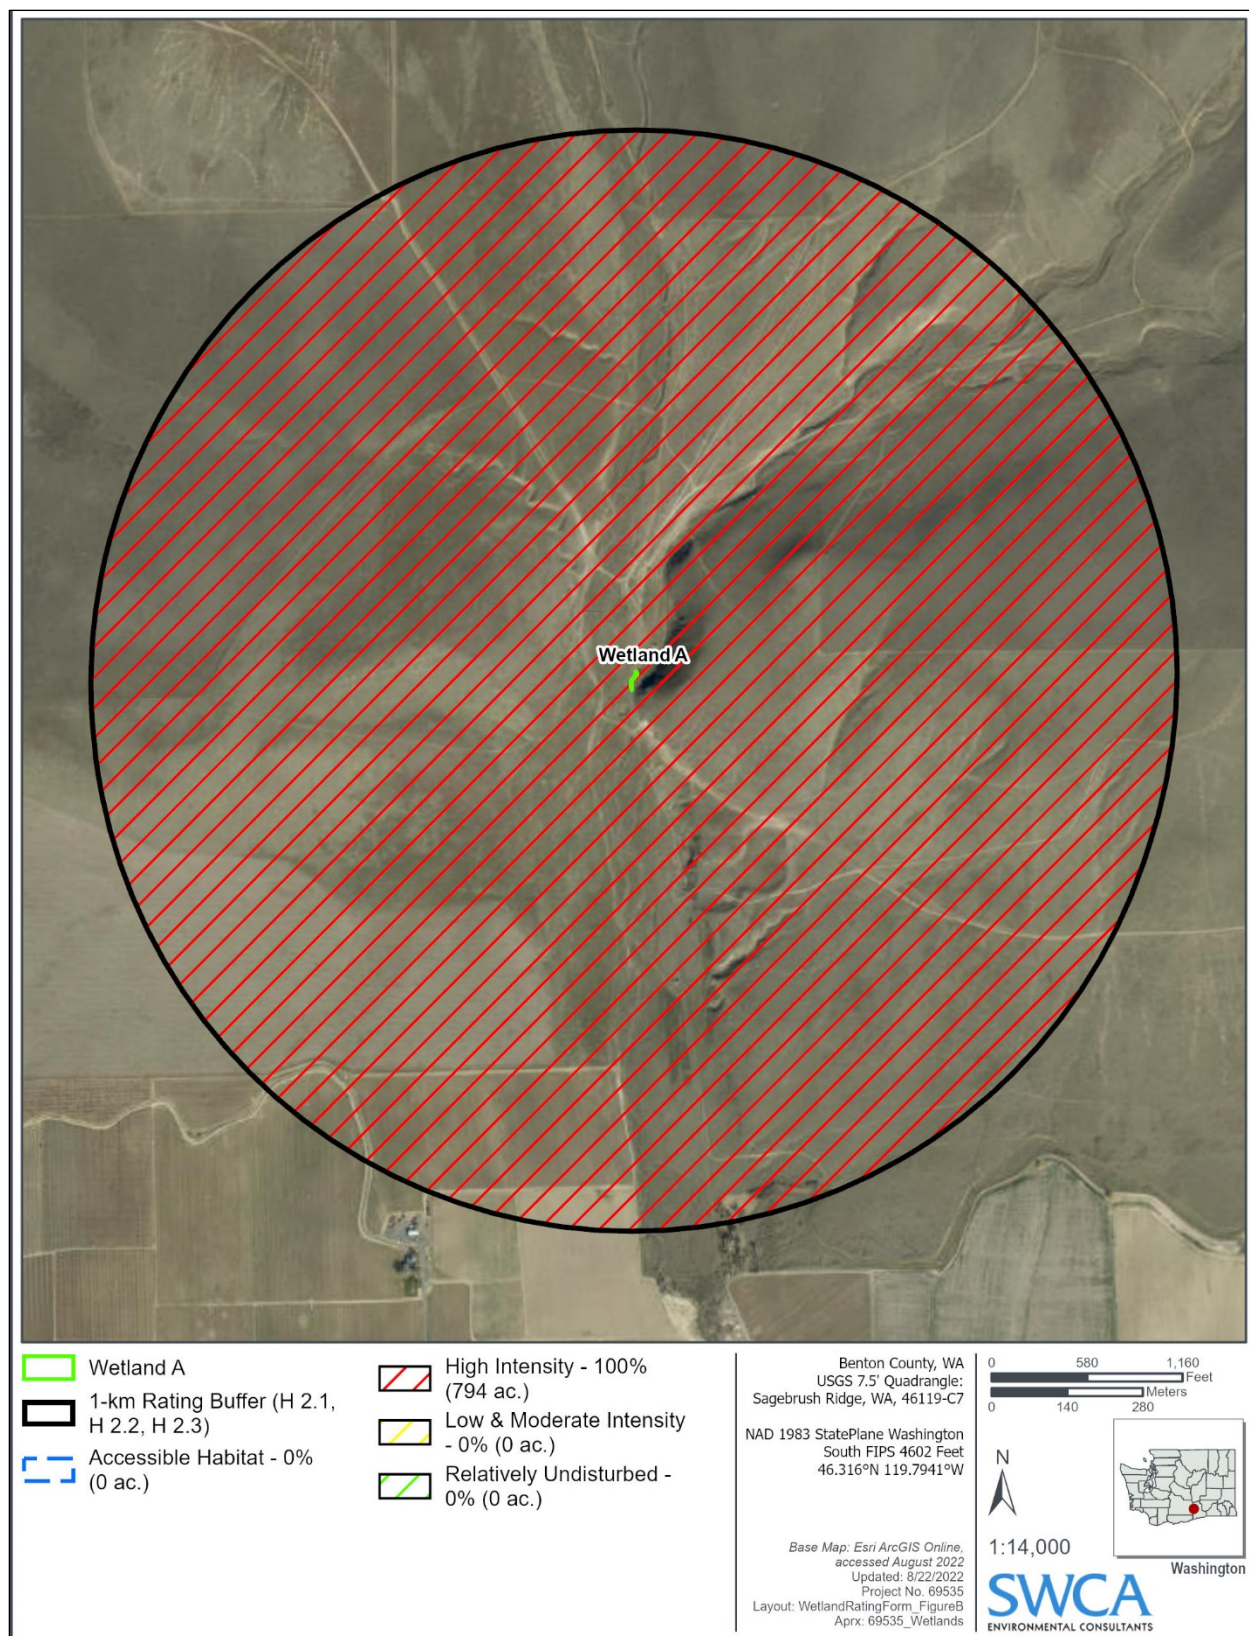 Wetland A
Wetland A
1-km Rating Buffer (H 2.1,
H 2.2, H 2.3)
Accessible Habitat - 0%
(0 ac.)
High Intensity - 100%
(794 ac.)
Low & Moderate Intensity
- 0% (0 ac.)
Relatively Undisturbed -
0% (0 ac.)
Benton County, WA
USGS 7.5' Quadrangle:
Sagebrush Ridge, WA, 46119-C7
NAD 1983 StatePlane Washington
South FIPS 4602 Feet
46.316°N 119.7941°W
Base Map: Esri ArcGIS Online,
accessed August 2022
Updated: 8/22/2022
Project No. 69535
Layout: WetlandRatingForm_FigureB
Aprx: 69535_Wetlands
0 580 1,160
Feet
Meters
0 140 280
N
1:14,000
Washington
SWCA
ENVIRONMENTAL CONSULTANTS